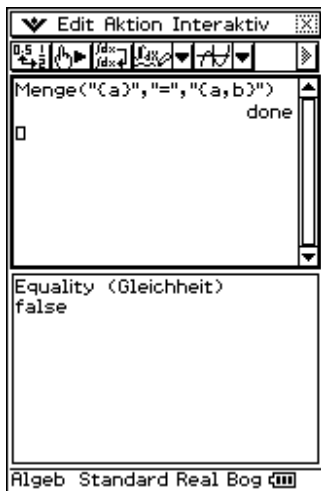 Edit Aktion Interaktiv
Menge("{a}","=","{a,b}")
done
Equality (Gleichheit)
false
Algeb Standard Real Bog